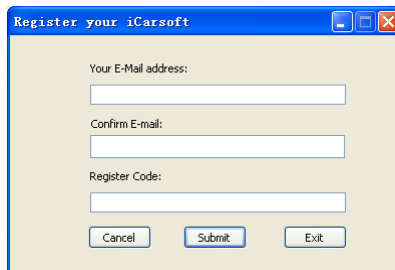 Register your iCarsoft
Your E-Mail address:
Confirm E-mail:
Register Code:
Cancel Submit Exit